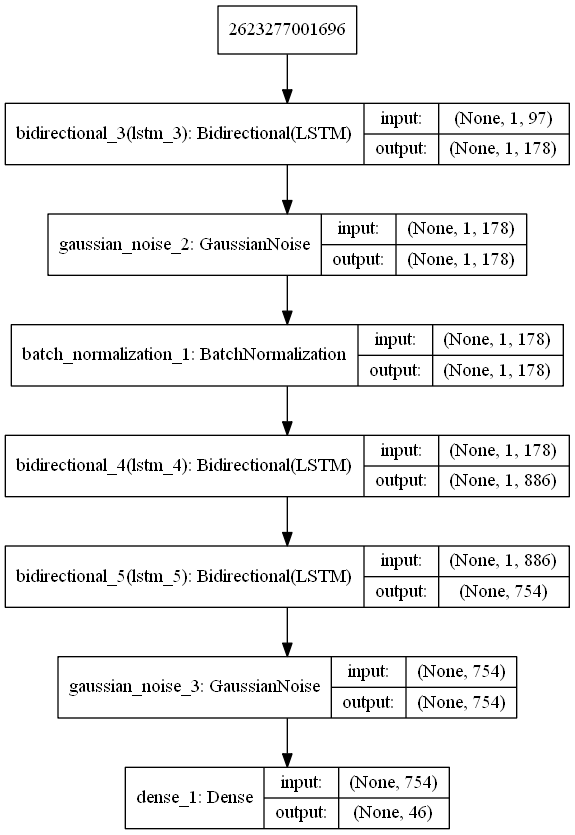 2623277001696
bidirectional_3(lstm_3): Bidirectional(LSTM)
input: (None, 1, 97)
output: (None, 1, 178)
gaussian_noise_2: GaussianNoise
input: (None, 1, 178)
output: (None, 1, 178)
batch_normalization_1: BatchNormalization
input: (None, 1, 178)
output: (None, 1, 178)
bidirectional_4(lstm_4): Bidirectional(LSTM)
input: (None, 1, 178)
output: (None, 1, 886)
bidirectional_5(lstm_5): Bidirectional(LSTM)
input: (None, 1, 886)
output: (None, 754)
gaussian_noise_3: GaussianNoise
input: (None, 754)
output: (None, 754)
dense_1: Dense
input: (None, 754)
output: (None, 46)